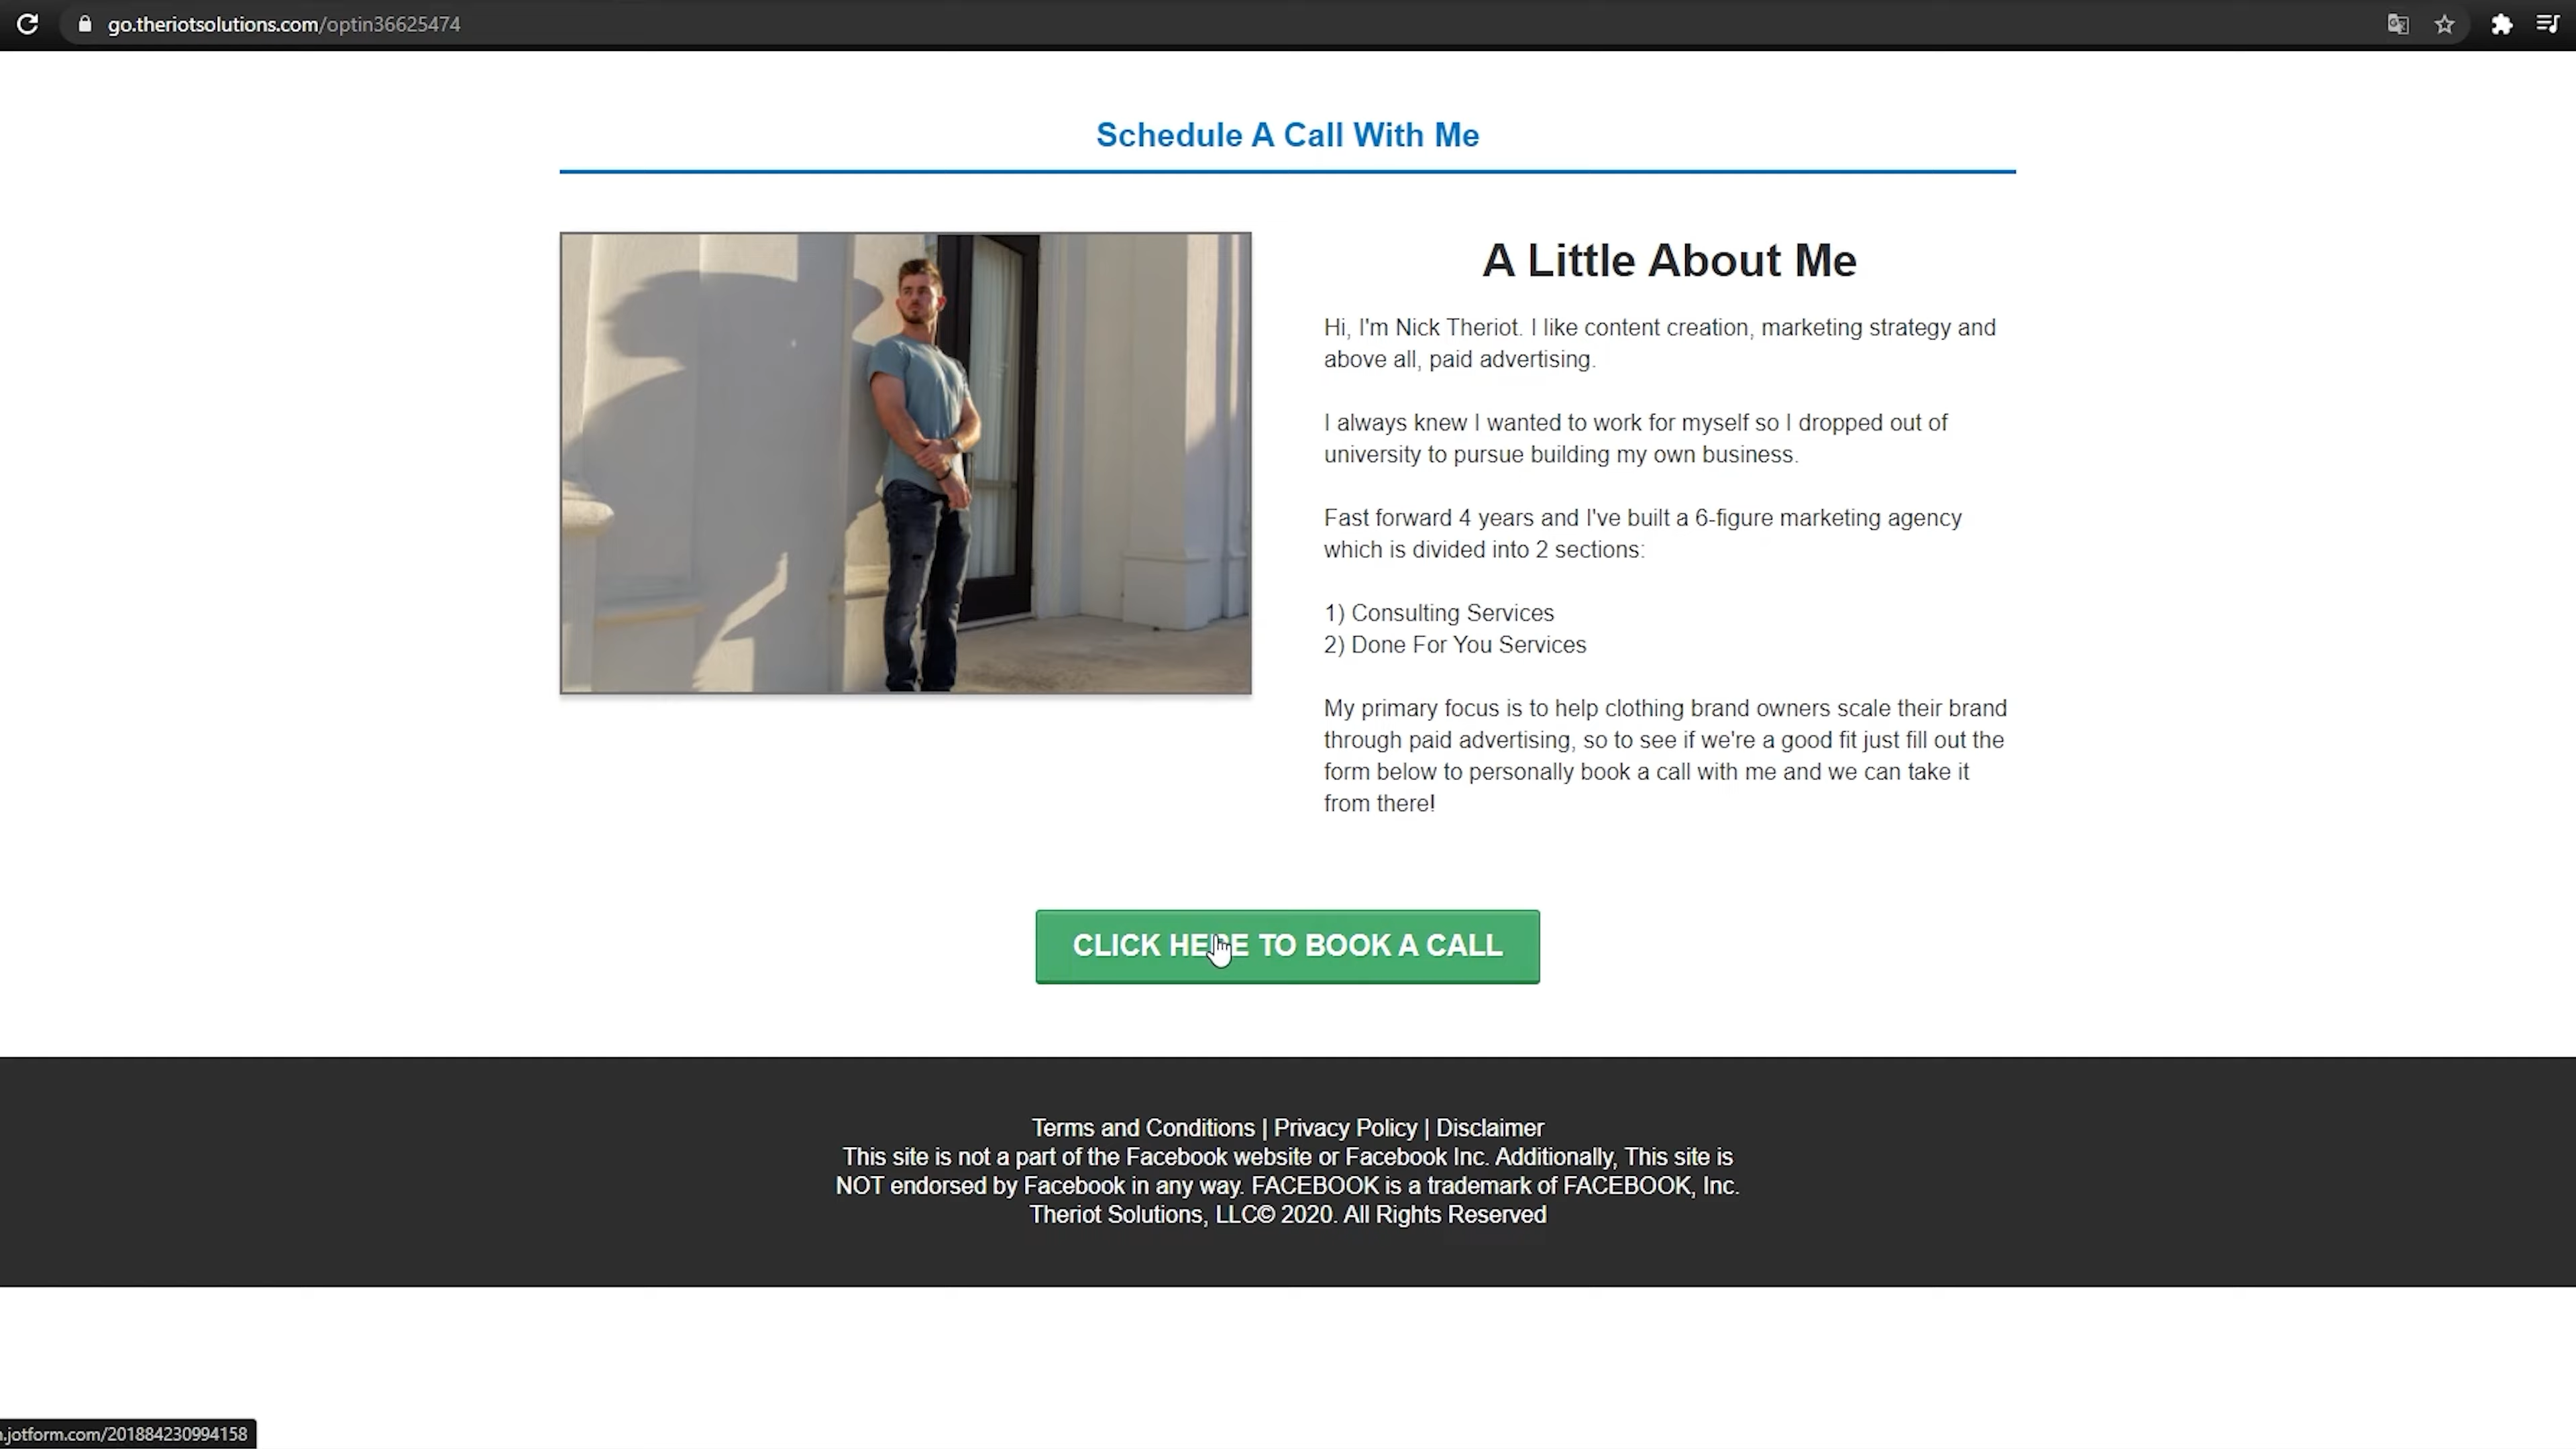 go.theriotsolutions.com/optin36625474
Schedule A Call With Me
A Little About Me
Hi, I'm Nick Theriot. I like content creation, marketing strategy and
above all, paid advertising.
I always knew I wanted to work for myself so I dropped out of
university to pursue building my own business.
Fast forward 4 years and I've built a 6-figure marketing agency
which is divided into 2 sections:
1) Consulting Services
2) Done For You Services
My primary focus is to help clothing brand owners scale their brand
through paid advertising, so to see if we're a good fit just fill out the
form below to personally book a call with me and we can take it
from there!
CLICK HERE TO BOOK A CALL
Terms and Conditions | Privacy Policy | Disclaimer
This site is not a part of the Facebook website or Facebook Inc. Additionally, This site is
NOT endorsed by Facebook in any way. FACEBOOK is a trademark of FACEBOOK, Inc.
Theriot Solutions, LLC© 2020. All Rights Reserved
.jotform.com/201884230994158